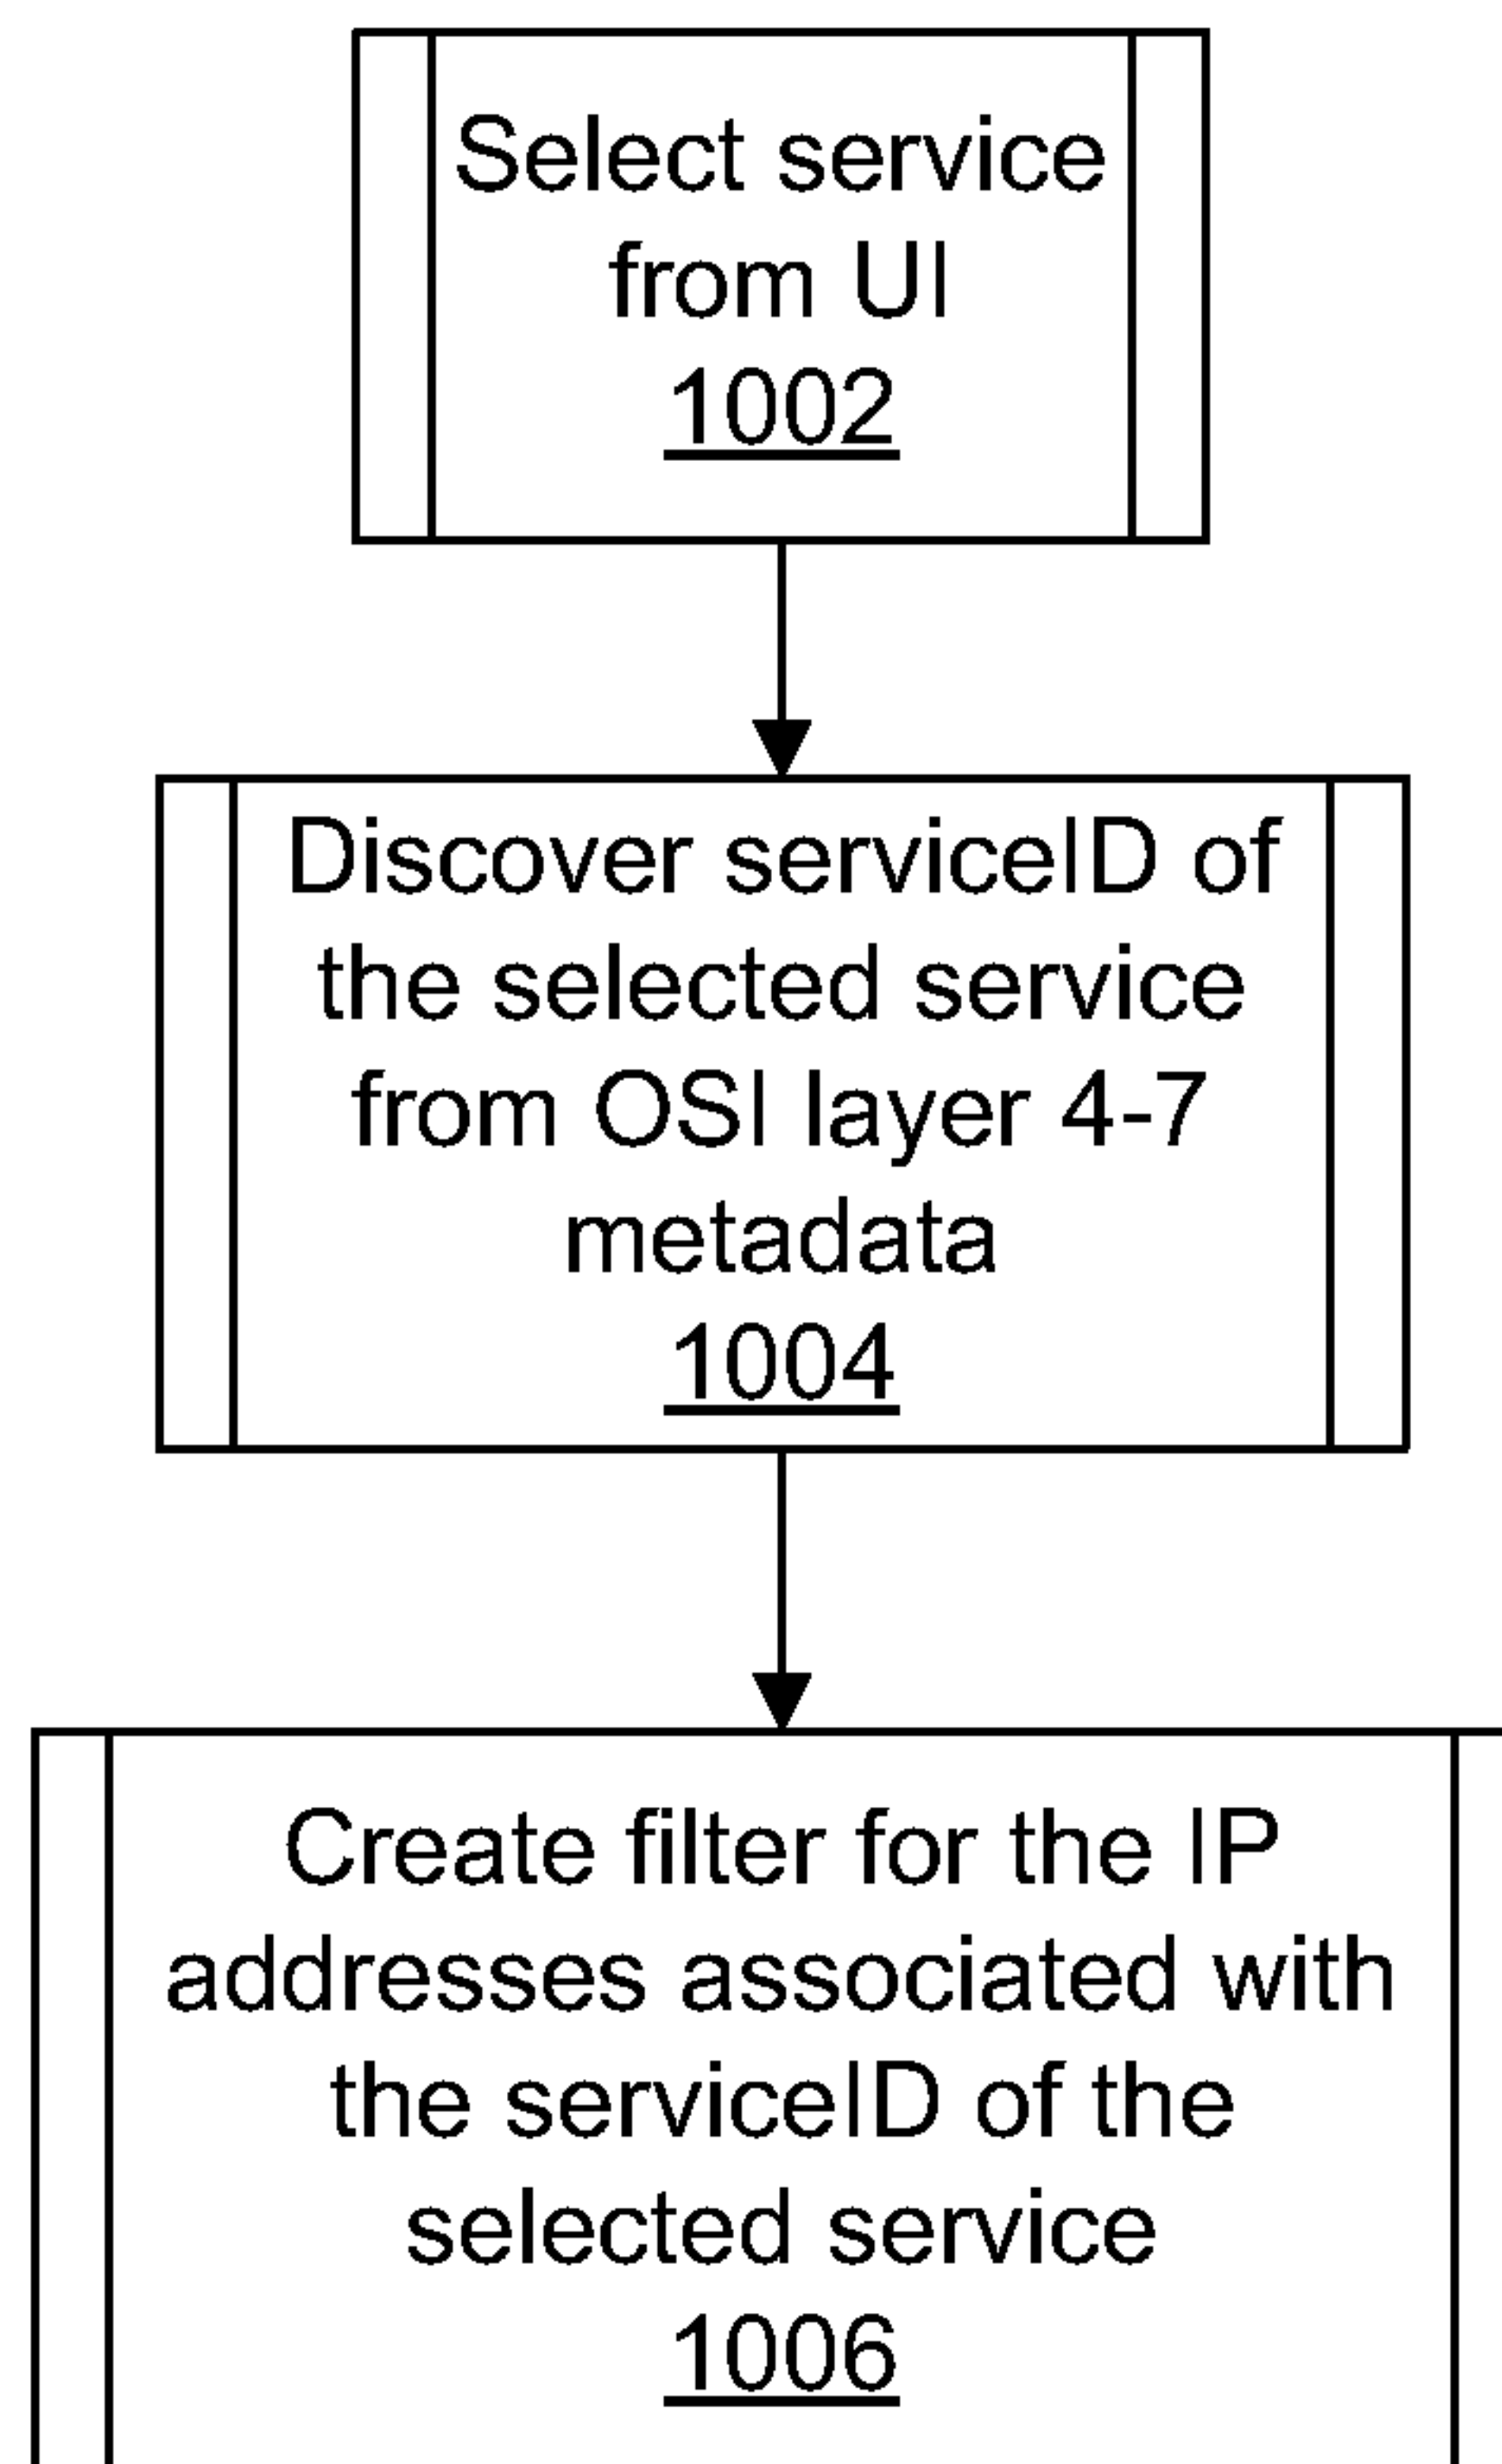 Select service
from UI
1002
Discover serviceID of
the selected service
from OSI layer 4-7
metadata
1004
Create filter for the IP
addresses associated with
the serviceID of the
selected service
1006